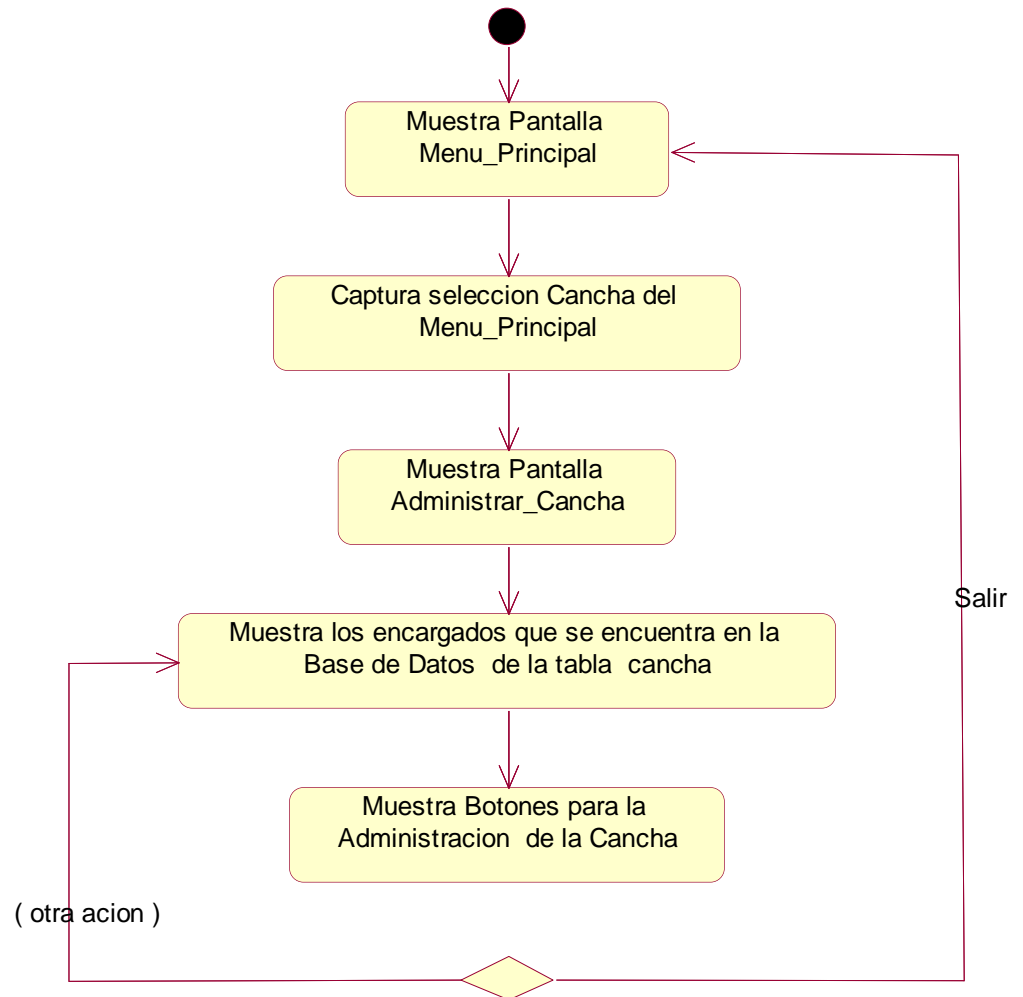 Muestra Pantalla
Menu_Principal
Captura seleccion Cancha del
Menu_Principal
Muestra Pantalla
Administrar_Cancha
Salir
Muestra los encargados que se encuentra en la
Base de Datos  de la tabla  cancha
Muestra Botones para la
Administracion  de la Cancha
( otra acion )